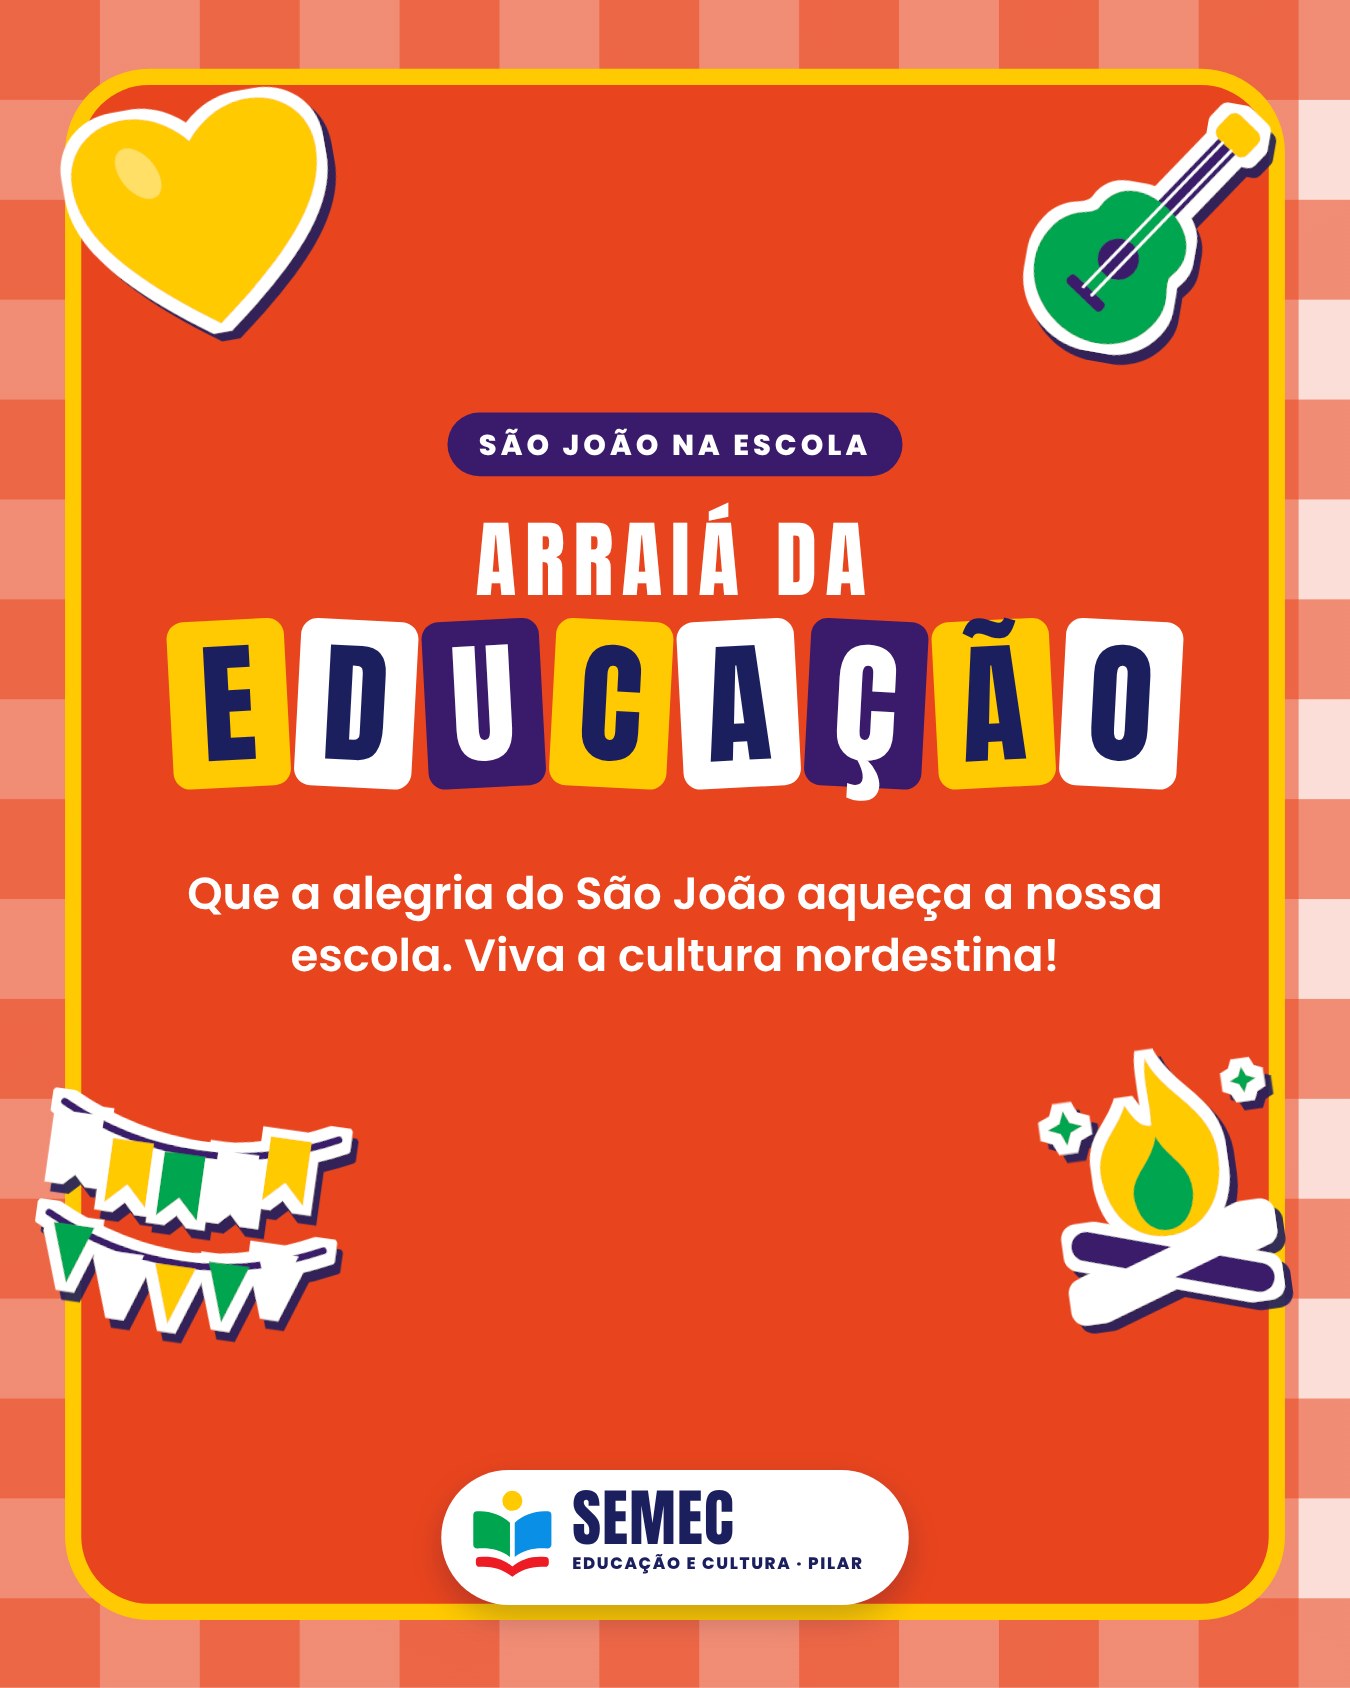 SÃO JOÃO NA ESCOLA
ARRAIÁ DA
EDUCAÇÃO
Que a alegria do São João aqueça a nossa
escola. Viva a cultura nordestina!
SEMEC
EDUCAÇÃO E CULTURA · PILAR